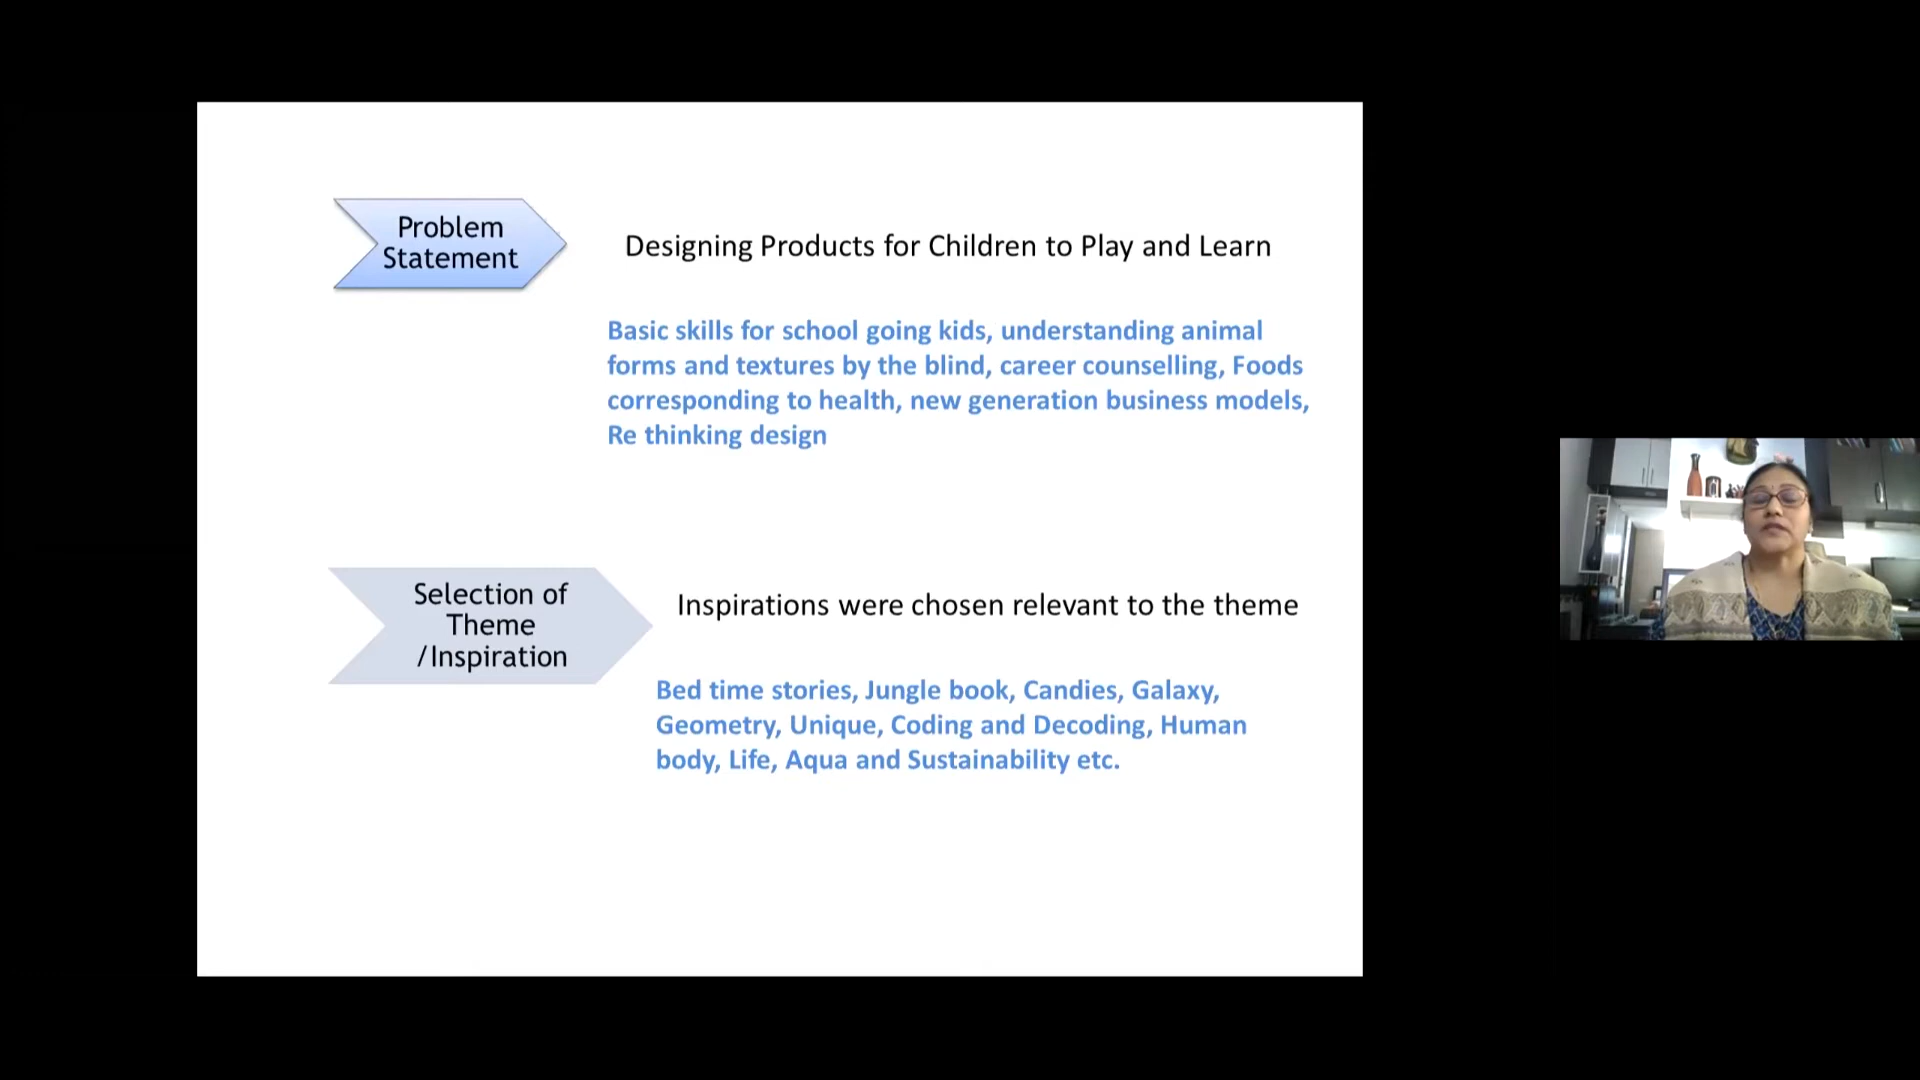 Problem
Statement
Designing Products for Children to Play and Learn
Basic skills for school going kids, understanding animal
forms and textures by the blind, career counselling, Foods
corresponding to health, new generation business models,
Re thinking design
Selection of
Theme
/Inspiration
Inspirations were chosen relevant to the theme
Bed time stories, Jungle book, Candies, Galaxy,
Geometry, Unique, Coding and Decoding, Human
body, Life, Aqua and Sustainability etc.